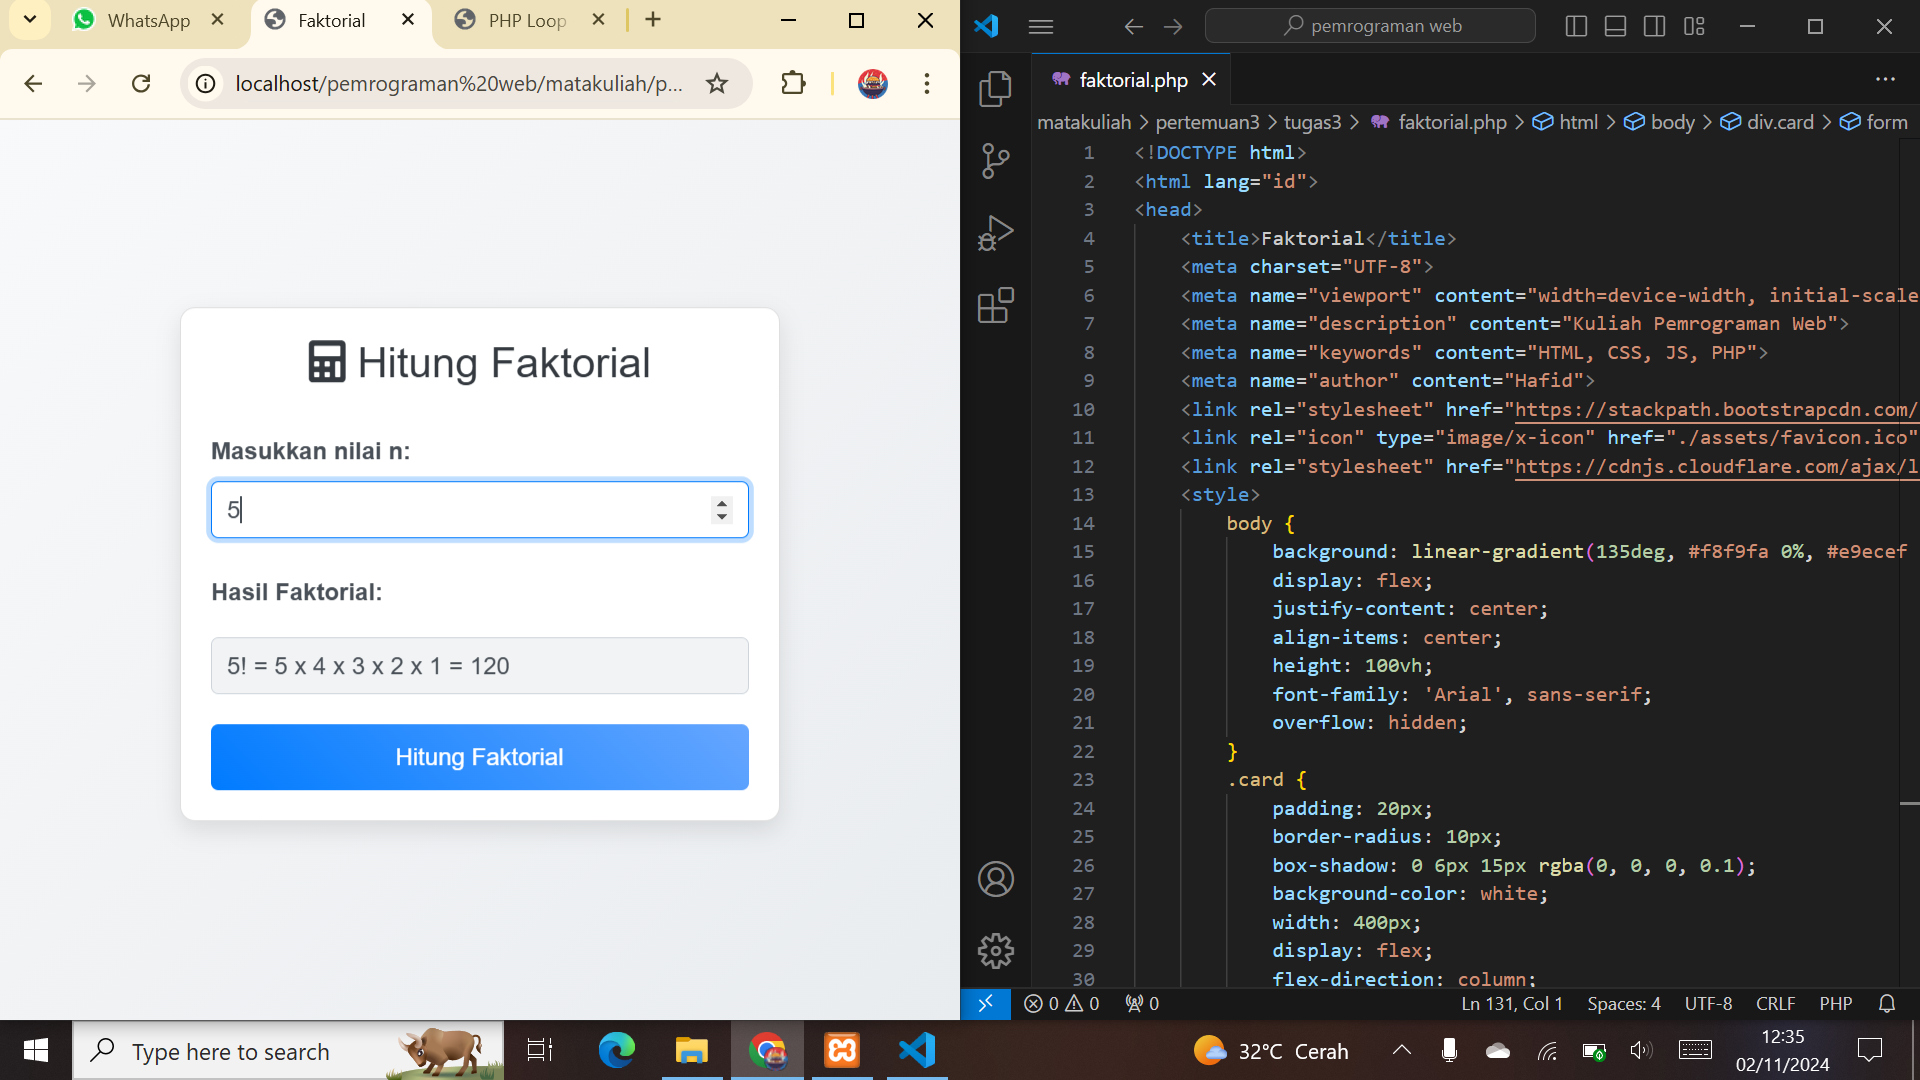 WhatsApp
Faktorial
PHP Loop
localhost/pemrograman%20web/matakuliah/p...
Hitung Faktorial
Masukkan nilai n:
5
Hasil Faktorial:
5! = 5 x 4 x 3 x 2 x 1 = 120
Hitung Faktorial
pemrograman web
faktorial.php
matakuliah > pertemuan3 > tugas3 > faktorial.php > html > body > div.card > form
1 <!DOCTYPE html>
2 <html lang="id">
3 <head>
4 <title>Faktorial</title>
5 <meta charset="UTF-8">
6 <meta name="viewport" content="width=device-width, initial-scale
7 <meta name="description" content="Kuliah Pemrograman Web">
8 <meta name="keywords" content="HTML, CSS, JS, PHP">
9 <meta name="author" content="Hafid">
10 <link rel="stylesheet" href="https://stackpath.bootstrapcdn.com/
11 <link rel="icon" type="image/x-icon" href="./assets/favicon.ico"
12 <link rel="stylesheet" href="https://cdnjs.cloudflare.com/ajax/l
13 <style>
14 body {
15 background: linear-gradient(135deg, #f8f9fa 0%, #e9ecef
16 display: flex;
17 justify-content: center;
18 align-items: center;
19 height: 100vh;
20 font-family: 'Arial', sans-serif;
21 overflow: hidden;
22 }
23 .card {
24 padding: 20px;
25 border-radius: 10px;
26 box-shadow: 0 6px 15px rgba(0, 0, 0, 0.1);
27 background-color: white;
28 width: 400px;
29 display: flex;
30 flex-direction: column;
0 0 0 Ln 131, Col 1 Spaces: 4 UTF-8 CRLF PHP
Type here to search
32°C Cerah
12:35
02/11/2024